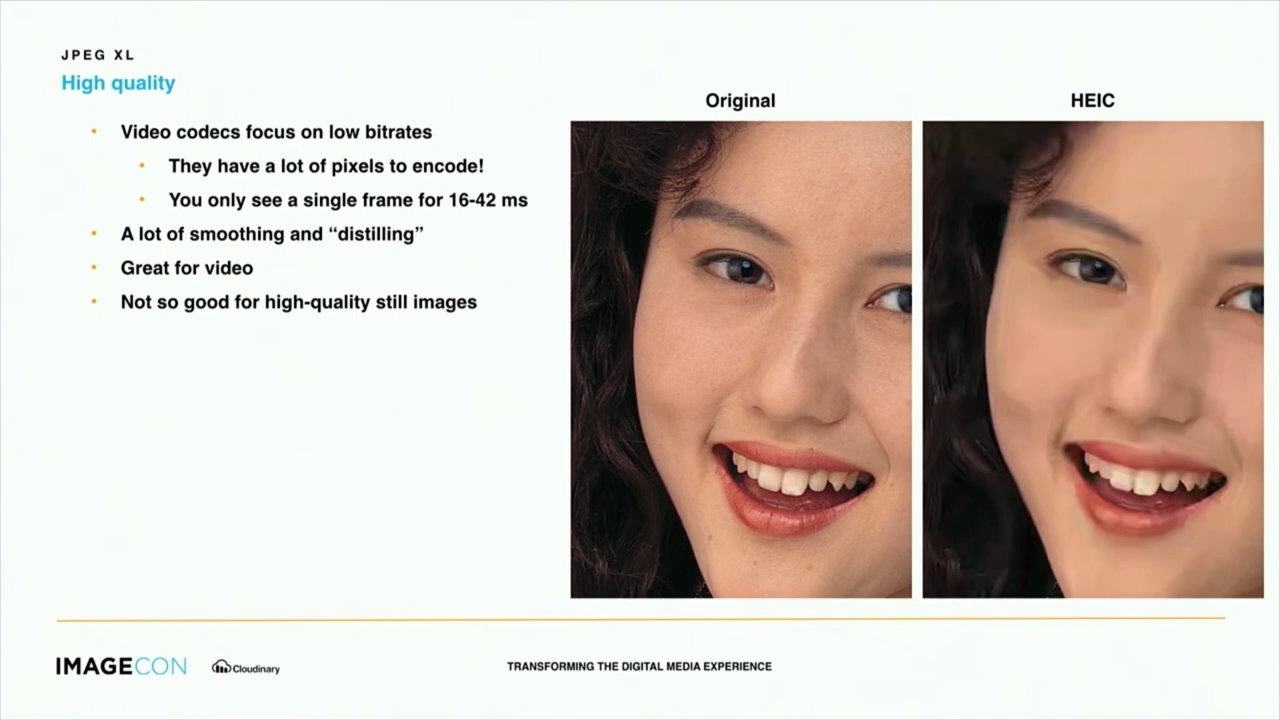 JPEG XL
High quality
• Video codecs focus on low bitrates
• They have a lot of pixels to encode!
• You only see a single frame for 16-42 ms
• A lot of smoothing and “distilling”
• Great for video
• Not so good for high-quality still images
Original
HEIC
IMAGECON
Cloudinary
TRANSFORMING THE DIGITAL MEDIA EXPERIENCE